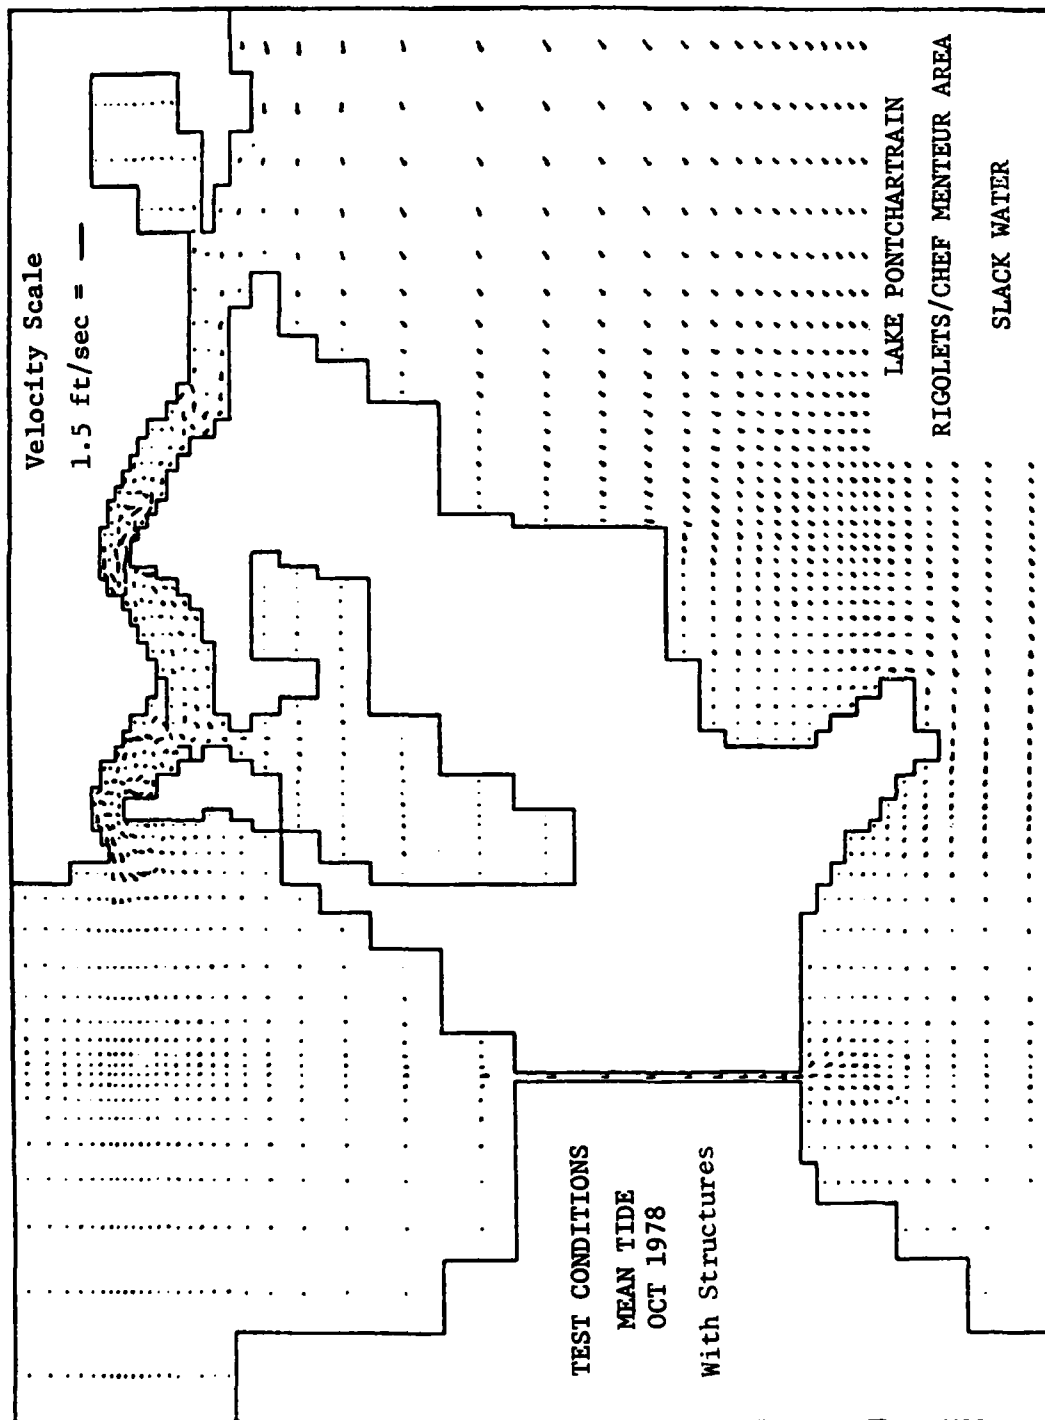 Velocity Scale
1.5 ft/sec =
LAKE PONTCHARTRAIN
RIGOLETS/CHEF MENTEUR AREA
SLACK WATER
TEST CONDITIONS
MEAN TIDE
OCT 1978
With Structures